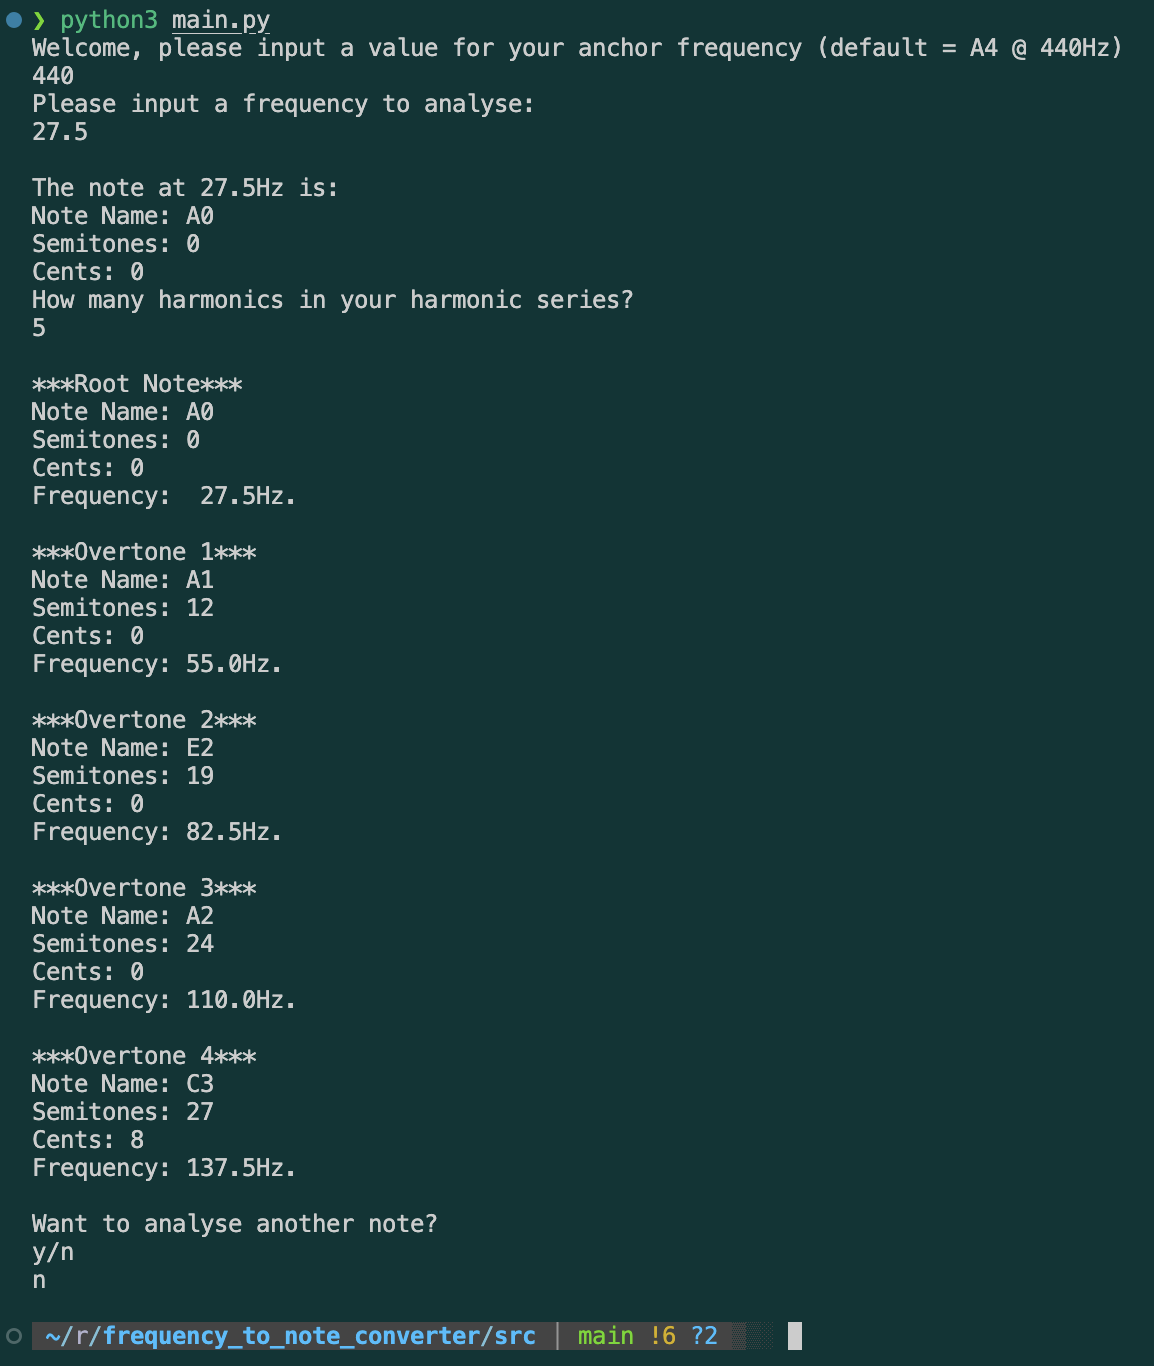 ❯ python3 main.py
Welcome, please input a value for your anchor frequency (default = A4 @ 440Hz)
440
Please input a frequency to analyse:
27.5
The note at 27.5Hz is:
Note Name: A0
Semitones: 0
Cents: 0
How many harmonics in your harmonic series?
5
***Root Note***
Note Name: A0
Semitones: 0
Cents: 0
Frequency:  27.5Hz.
***Overtone 1***
Note Name: A1
Semitones: 12
Cents: 0
Frequency: 55.0Hz.
***Overtone 2***
Note Name: E2
Semitones: 19
Cents: 0
Frequency: 82.5Hz.
***Overtone 3***
Note Name: A2
Semitones: 24
Cents: 0
Frequency: 110.0Hz.
***Overtone 4***
Note Name: C3
Semitones: 27
Cents: 8
Frequency: 137.5Hz.
Want to analyse another note?
y/n
n
~/r/frequency_to_note_converter/src | main !6 ?2